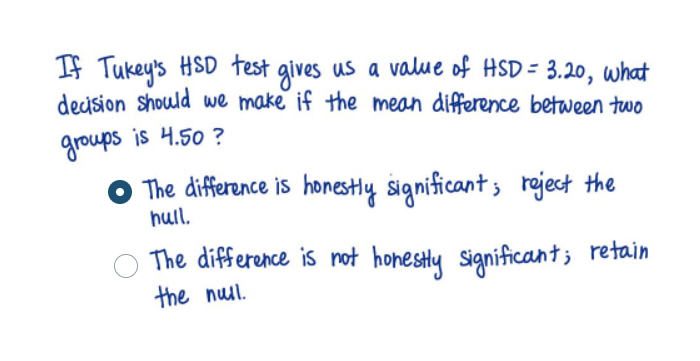 If Tukey's HSD test gives us a value of HSD = 3.20, what
decision should we make if the mean difference between two
groups is 4.50 ?
The difference is honestly significant; reject the
null.
The difference is not honestly significant; retain
the null.